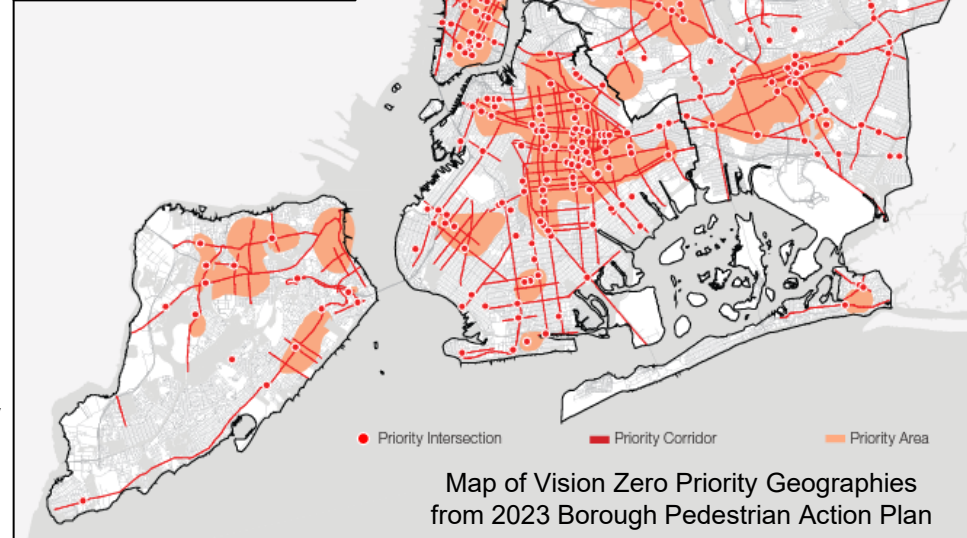 Priority Intersection
Priority Corridor
Priority Area
Map of Vision Zero Priority Geographies
from 2023 Borough Pedestrian Action Plan